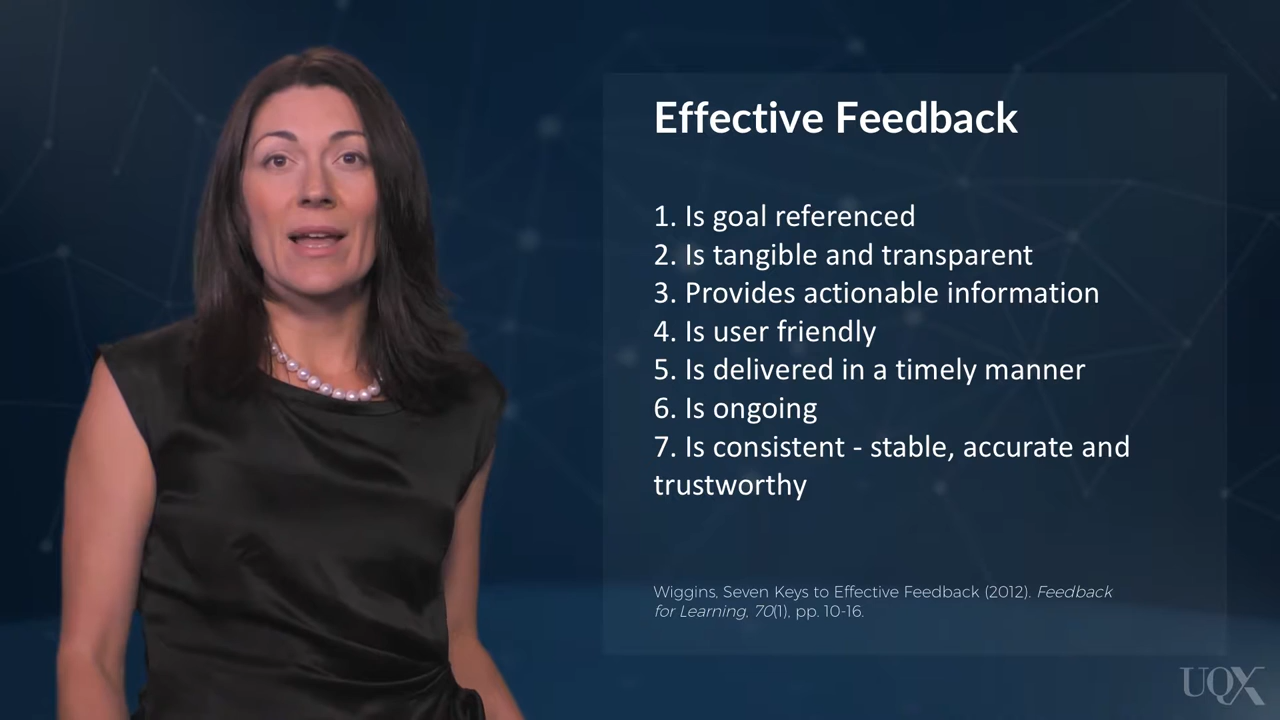 Effective Feedback
1. Is goal referenced
2. Is tangible and transparent
3. Provides actionable information
4. Is user friendly
5. Is delivered in a timely manner
6. Is ongoing
7. Is consistent - stable, accurate and
trustworthy
Wiggins, Seven Keys to Effective Feedback (2012). Feedback
for Learning, 70(1), pp. 10-16.
UQX